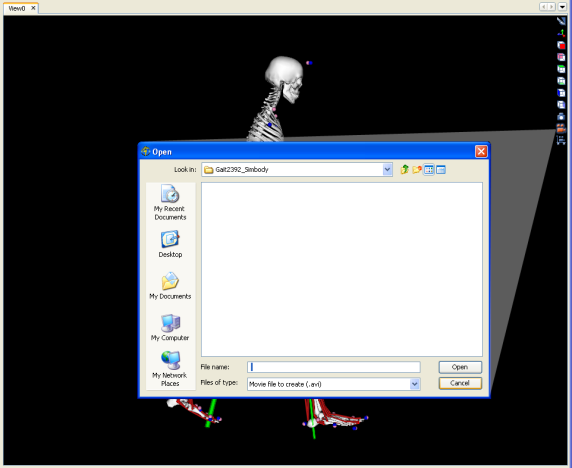 View0
Open
Look in:
Gait2392_Simbody
My Recent
Documents
Desktop
My Documents
My Computer
My Network
Places
File name:
Open
Files of type:
Movie file to create (.avi)
Cancel